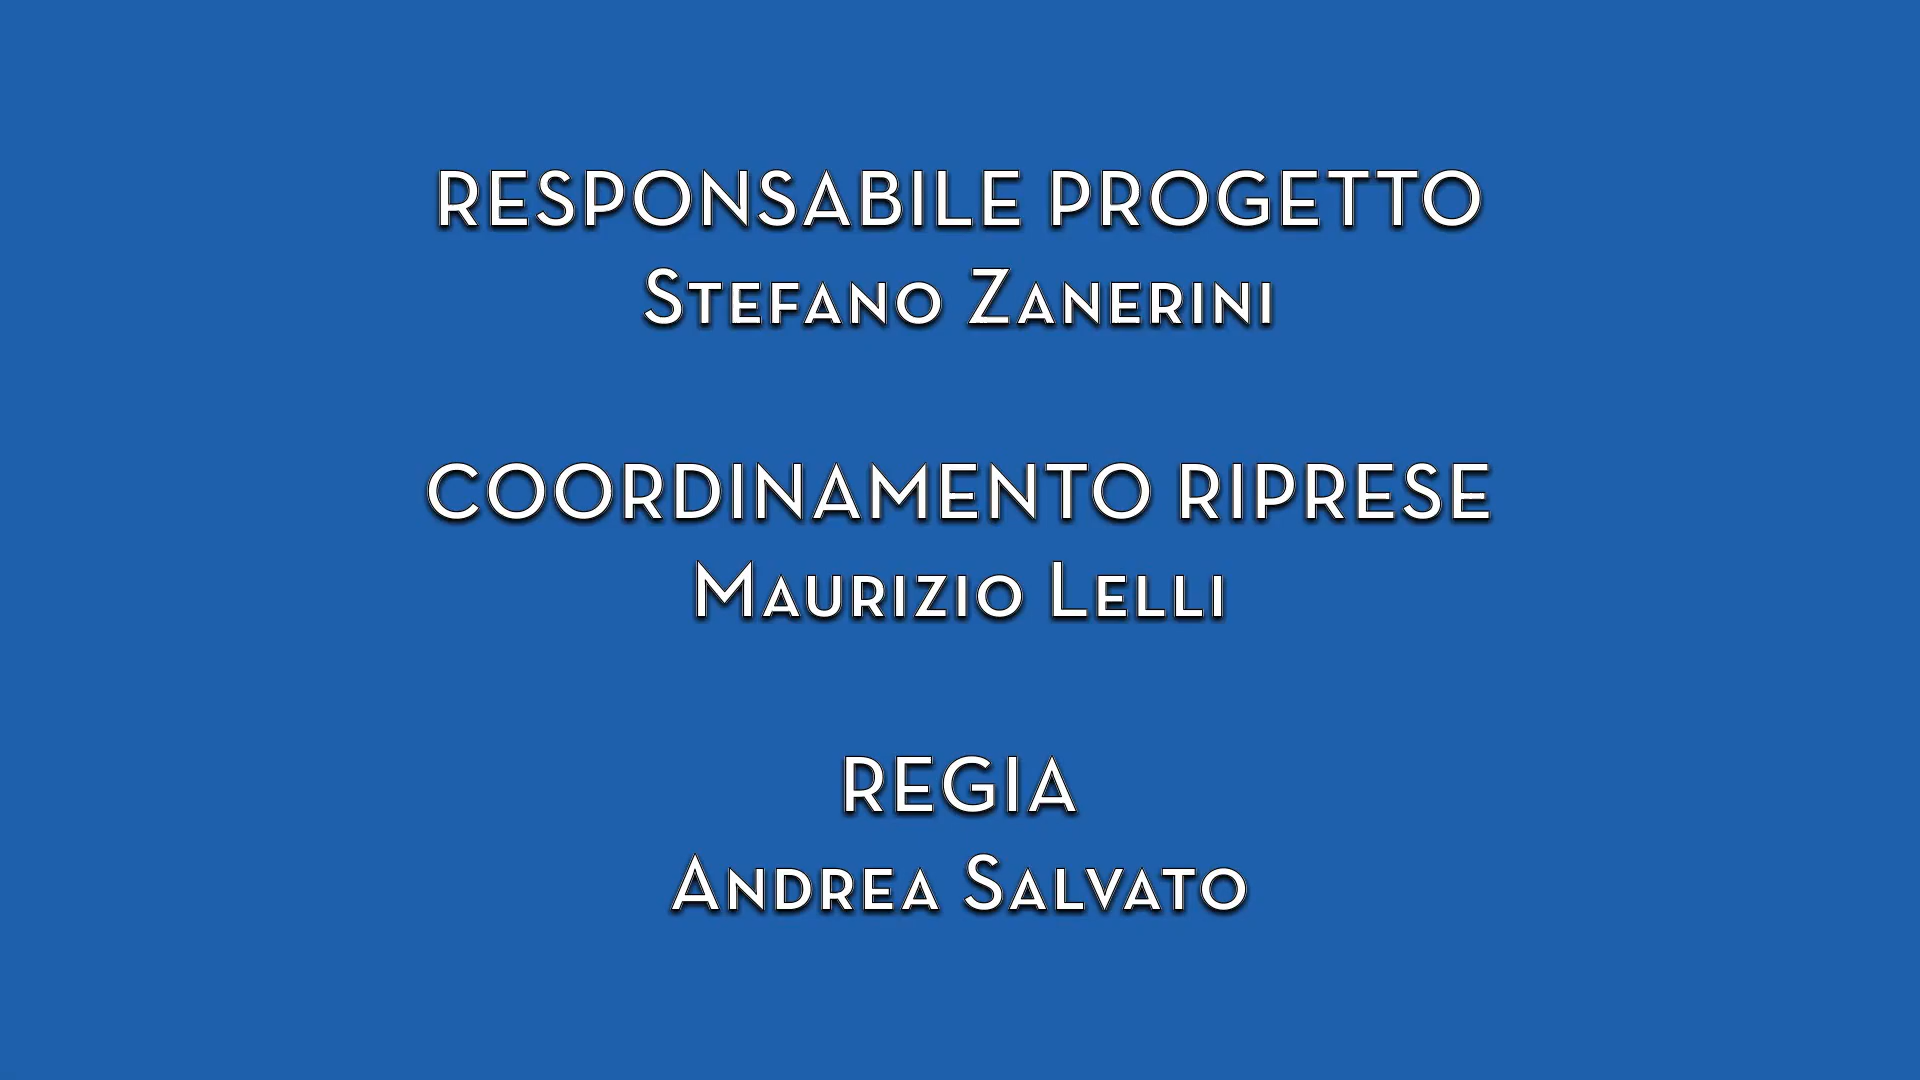 RESPONSABILE PROGETTO
Stefano Zanerini
COORDINAMENTO RIPRESE
Maurizio Lelli
REGIA
Andrea Salvato